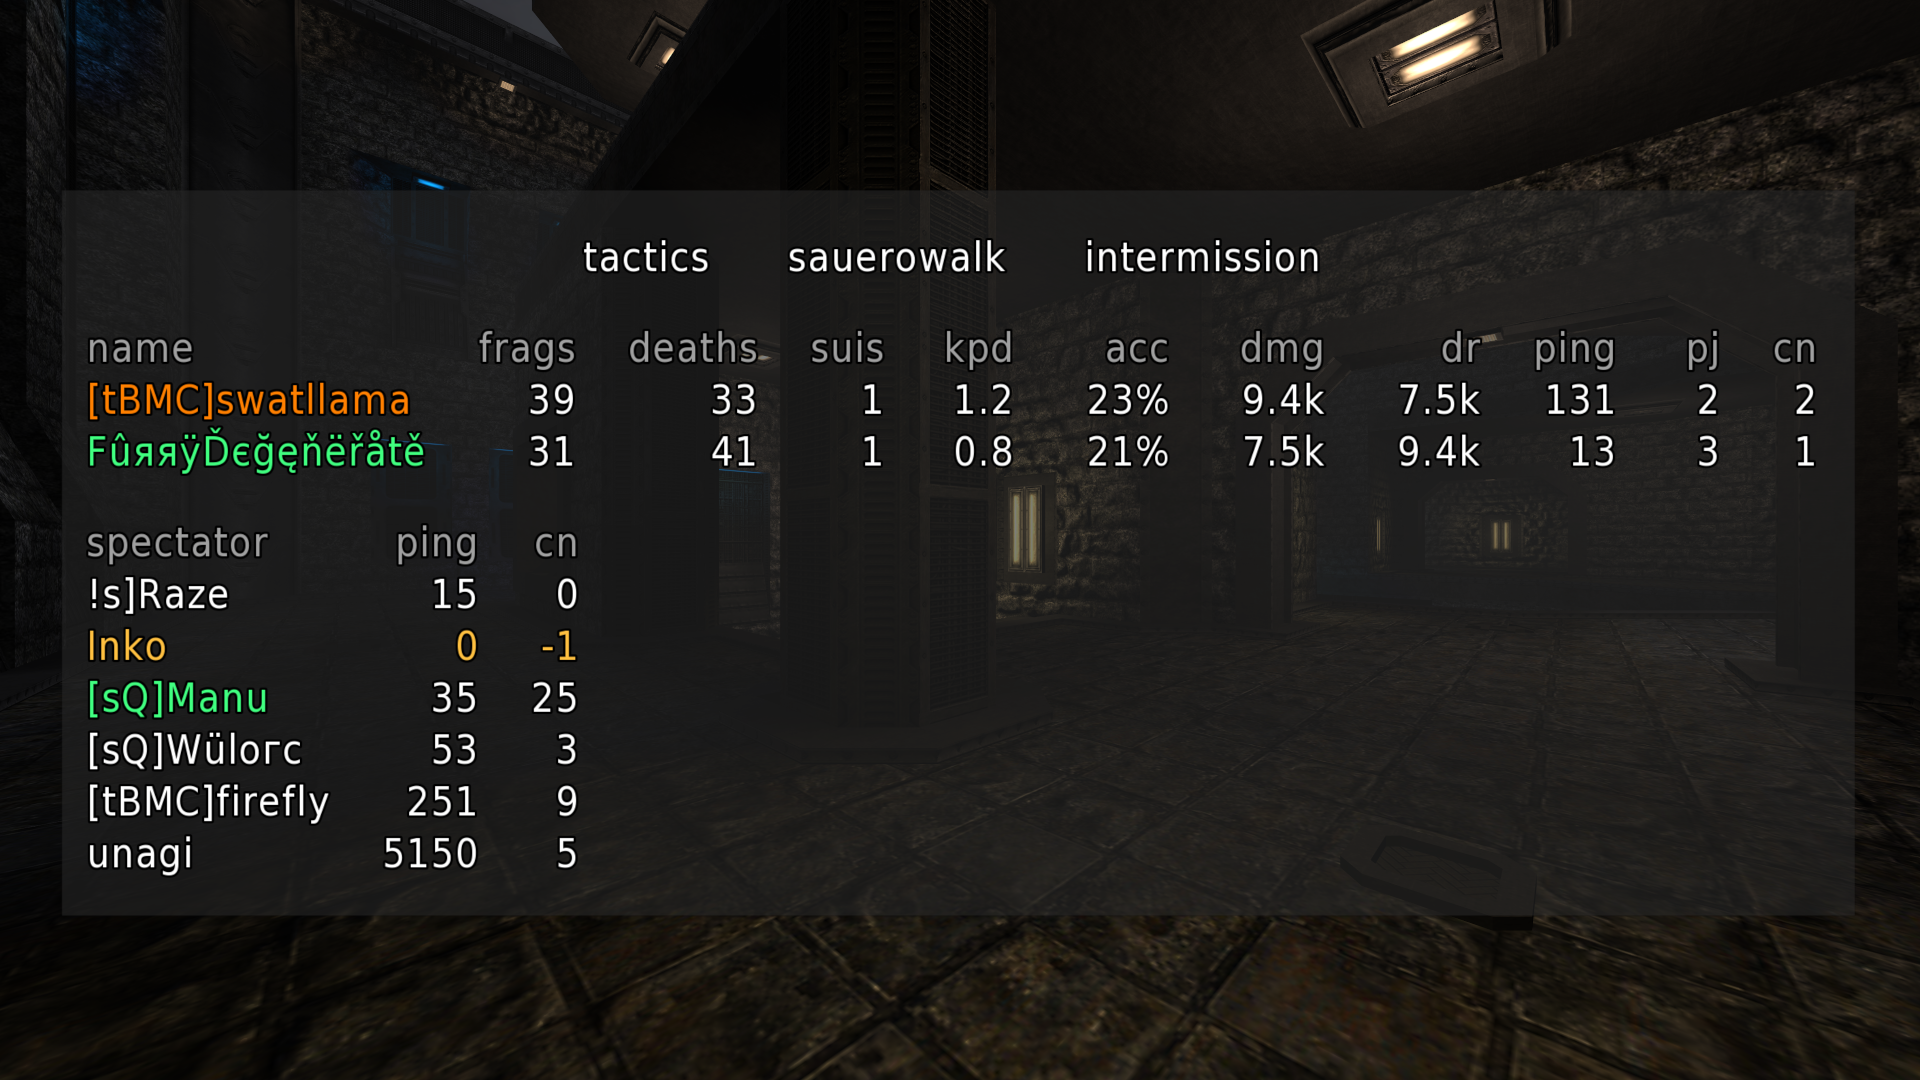 tactics sauerowalk intermission
name frags deaths suis kpd acc dmg dr ping pj cn
[tBMC]swatllama 39 33 1 1.2 23% 9.4k 7.5k 131 2 2
FûяяÿĎєğęňëřåtě 31 41 1 0.8 21% 7.5k 9.4k 13 3 1
spectator ping cn
!s]Raze 15 0
Inko 0 -1
[sQ]Manu 35 25
[sQ]Wüloгc 53 3
[tBMC]firefly 251 9
unagi 5150 5